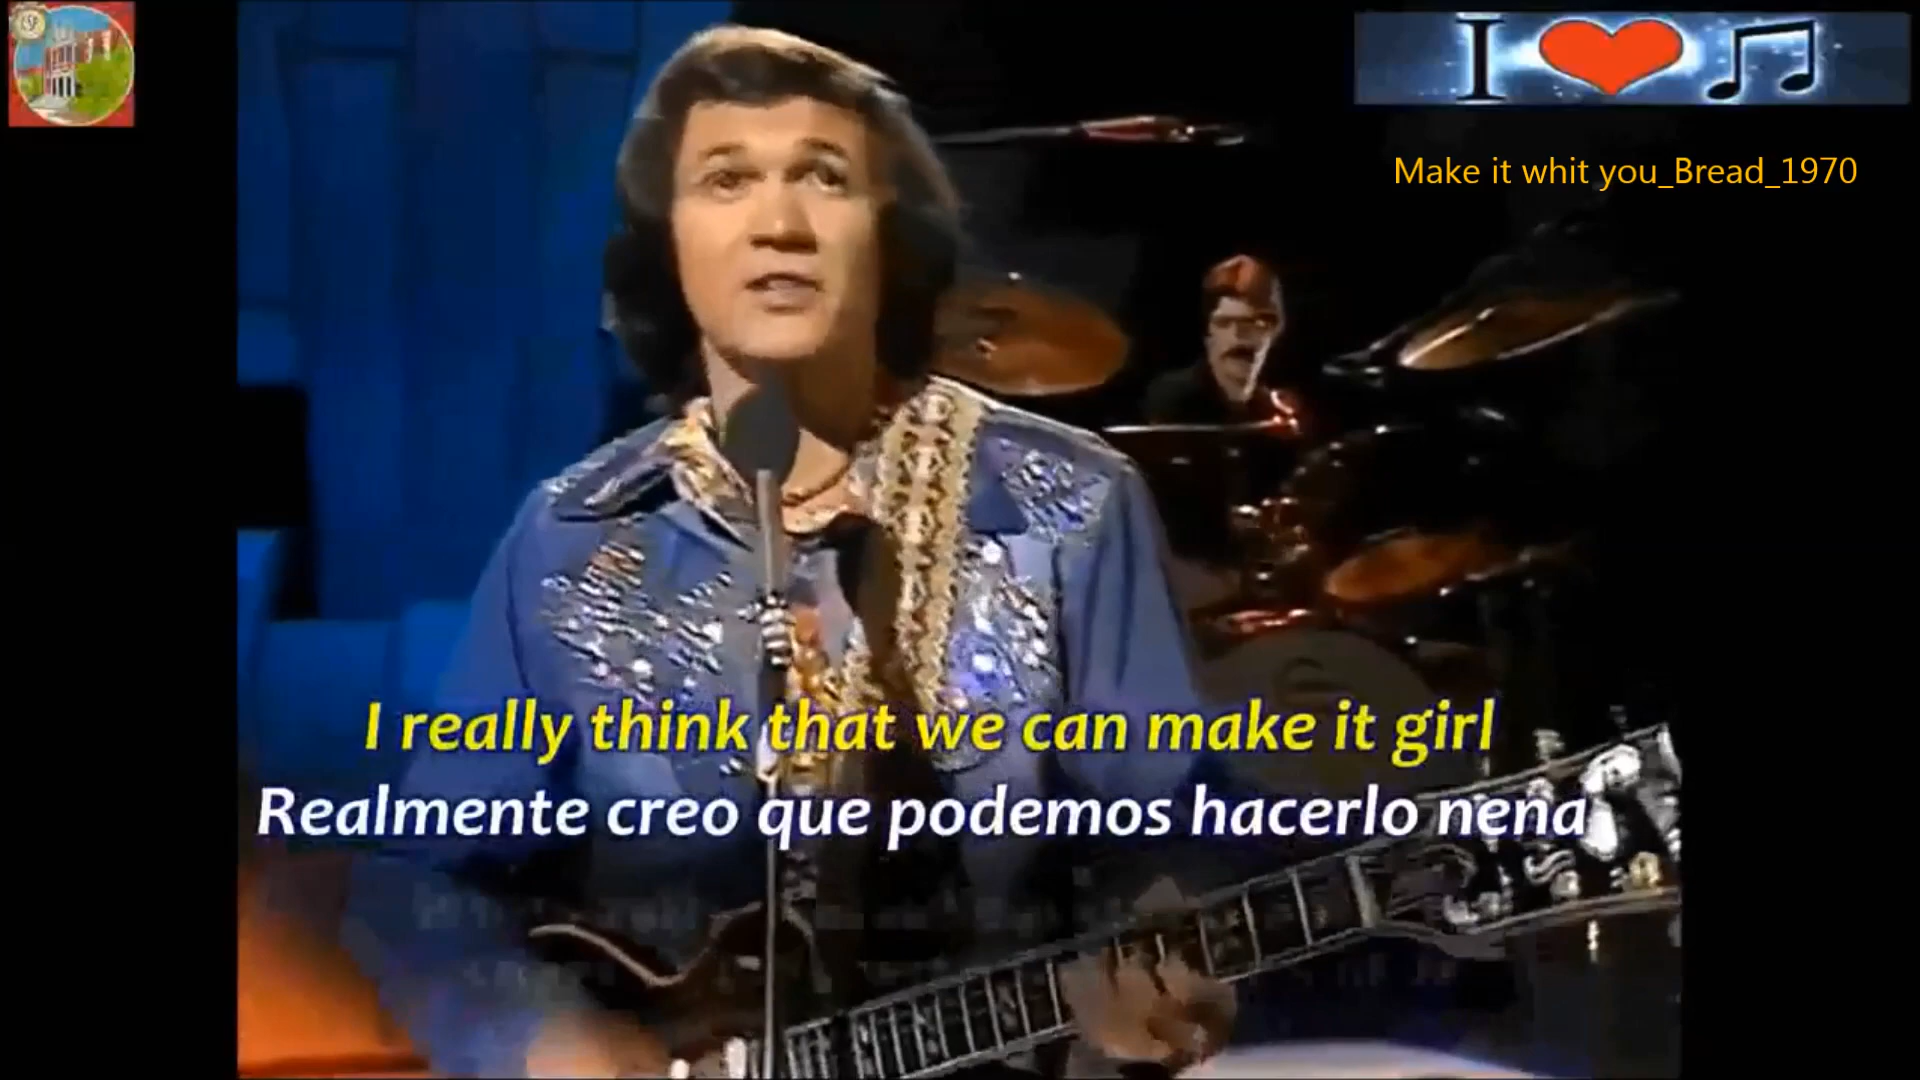 I
Make it whit you_Bread_1970
I really think that we can make it girl
Realmente creo que podemos hacerlo nena